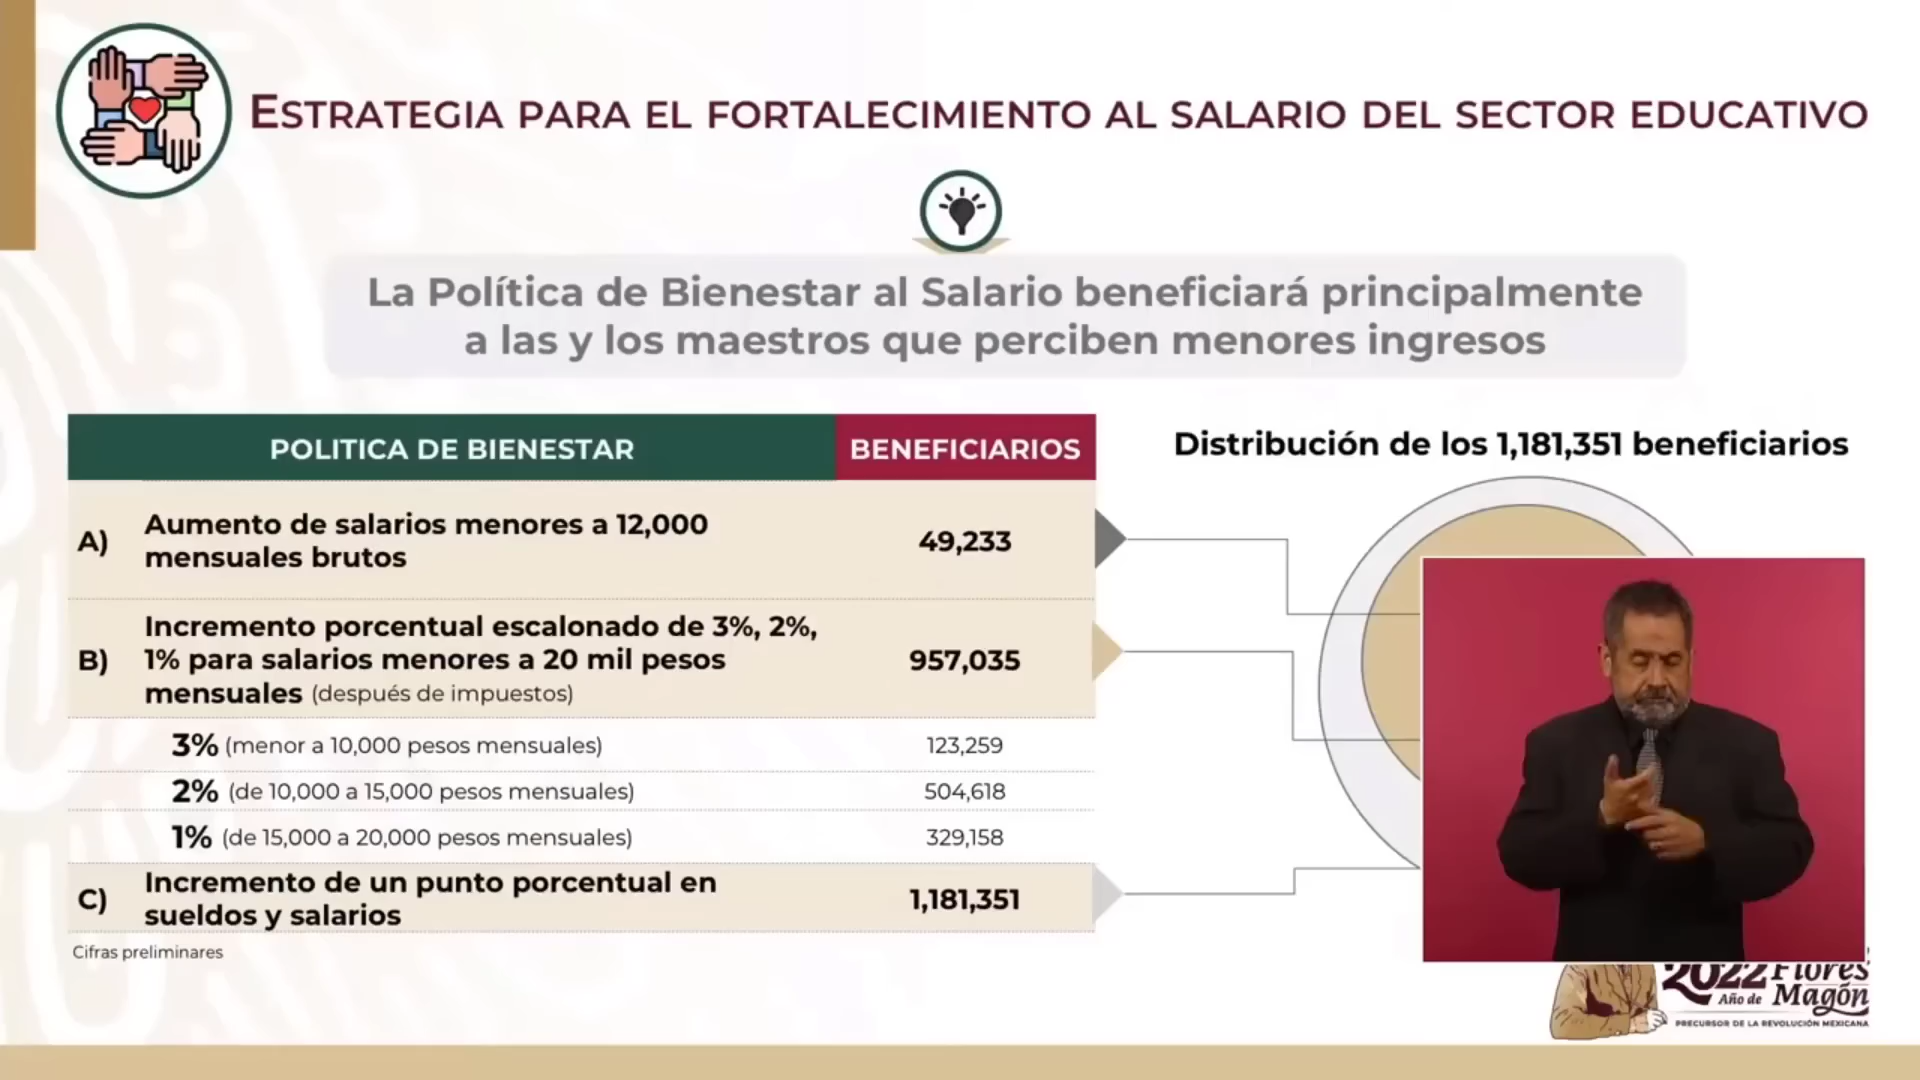 ESTRATEGIA PARA EL FORTALECIMIENTO AL SALARIO DEL SECTOR EDUCATIVO
La Política de Bienestar al Salario beneficiará principalmente
a las y los maestros que perciben menores ingresos
POLITICA DE BIENESTAR BENEFICIARIOS
A) Aumento de salarios menores a 12,000
mensuales brutos
49,233
B) Incremento porcentual escalonado de 3%, 2%,
1% para salarios menores a 20 mil pesos
mensuales (después de impuestos)
957,035
3% (menor a 10,000 pesos mensuales) 123,259
2% (de 10,000 a 15,000 pesos mensuales) 504,618
1% (de 15,000 a 20,000 pesos mensuales) 329,158
C) Incremento de un punto porcentual en
sueldos y salarios
1,181,351
Cifras preliminares
Distribución de los 1,181,351 beneficiarios
2022 Flores
Año de Magón
PRECURSOR DE LA REVOLUCIÓN MEXICANA